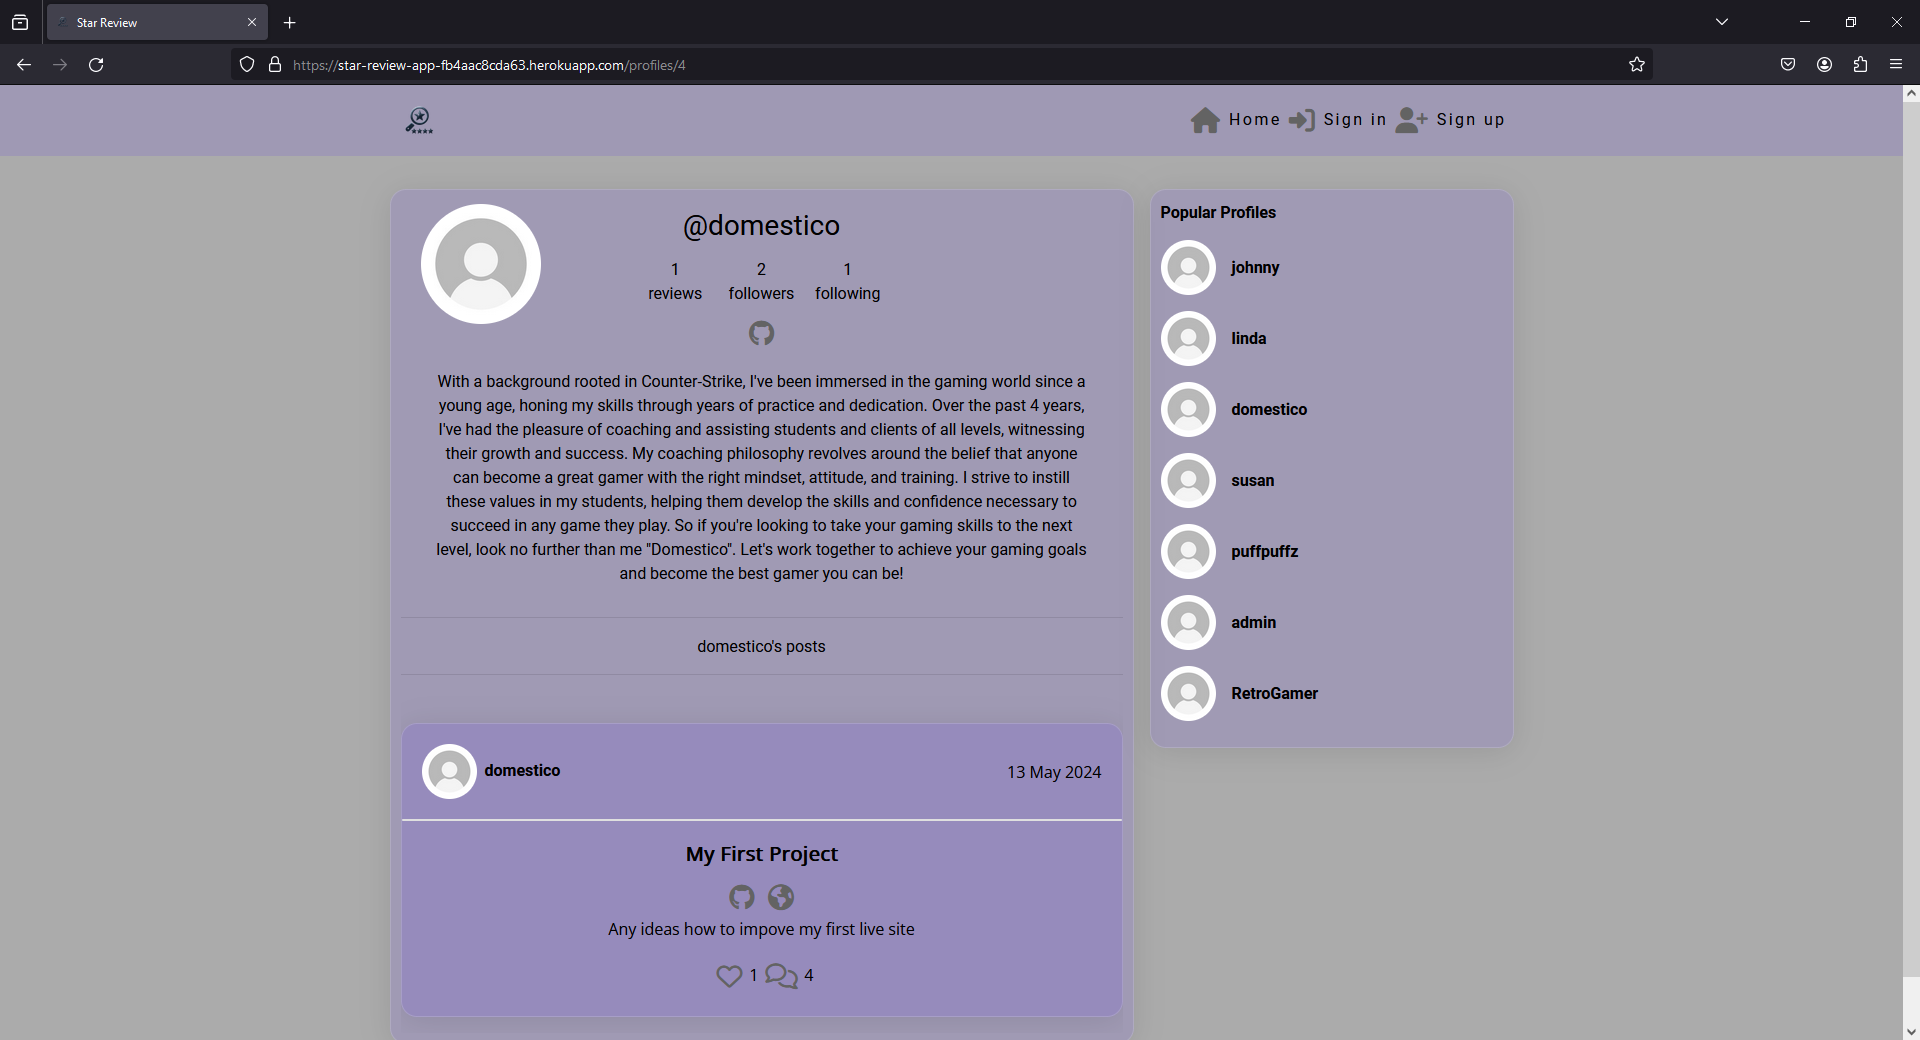 Star Review
https://star-review-app-fb4aac8cda63.herokuapp.com/profiles/4
Home Sign in Sign up
@domestico
1 2 1
reviews followers following
With a background rooted in Counter-Strike, I've been immersed in the gaming world since a
young age, honing my skills through years of practice and dedication. Over the past 4 years,
I've had the pleasure of coaching and assisting students and clients of all levels, witnessing
their growth and success. My coaching philosophy revolves around the belief that anyone
can become a great gamer with the right mindset, attitude, and training. I strive to instill
these values in my students, helping them develop the skills and confidence necessary to
succeed in any game they play. So if you're looking to take your gaming skills to the next
level, look no further than me "Domestico". Let's work together to achieve your gaming goals
and become the best gamer you can be!
domestico's posts
domestico 13 May 2024
My First Project
Any ideas how to impove my first live site
1 4
Popular Profiles
johnny
linda
domestico
susan
puffpuffz
admin
RetroGamer